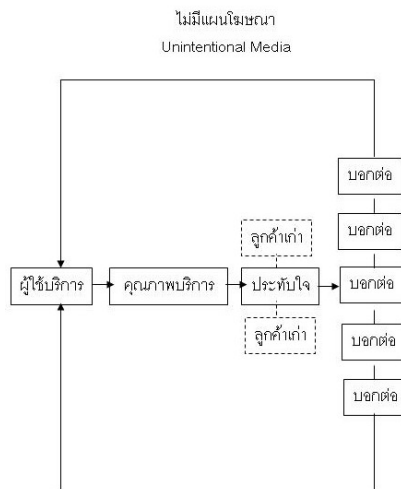 ไม่มีแผนโฆษณา
Unintentional Media
บอกต่อ
บอกต่อ
ลูกค้าเก่า
ผู้ใช้บริการ
คุณภาพบริการ
ประทับใจ
บอกต่อ
ลูกค้าเก่า
บอกต่อ
บอกต่อ